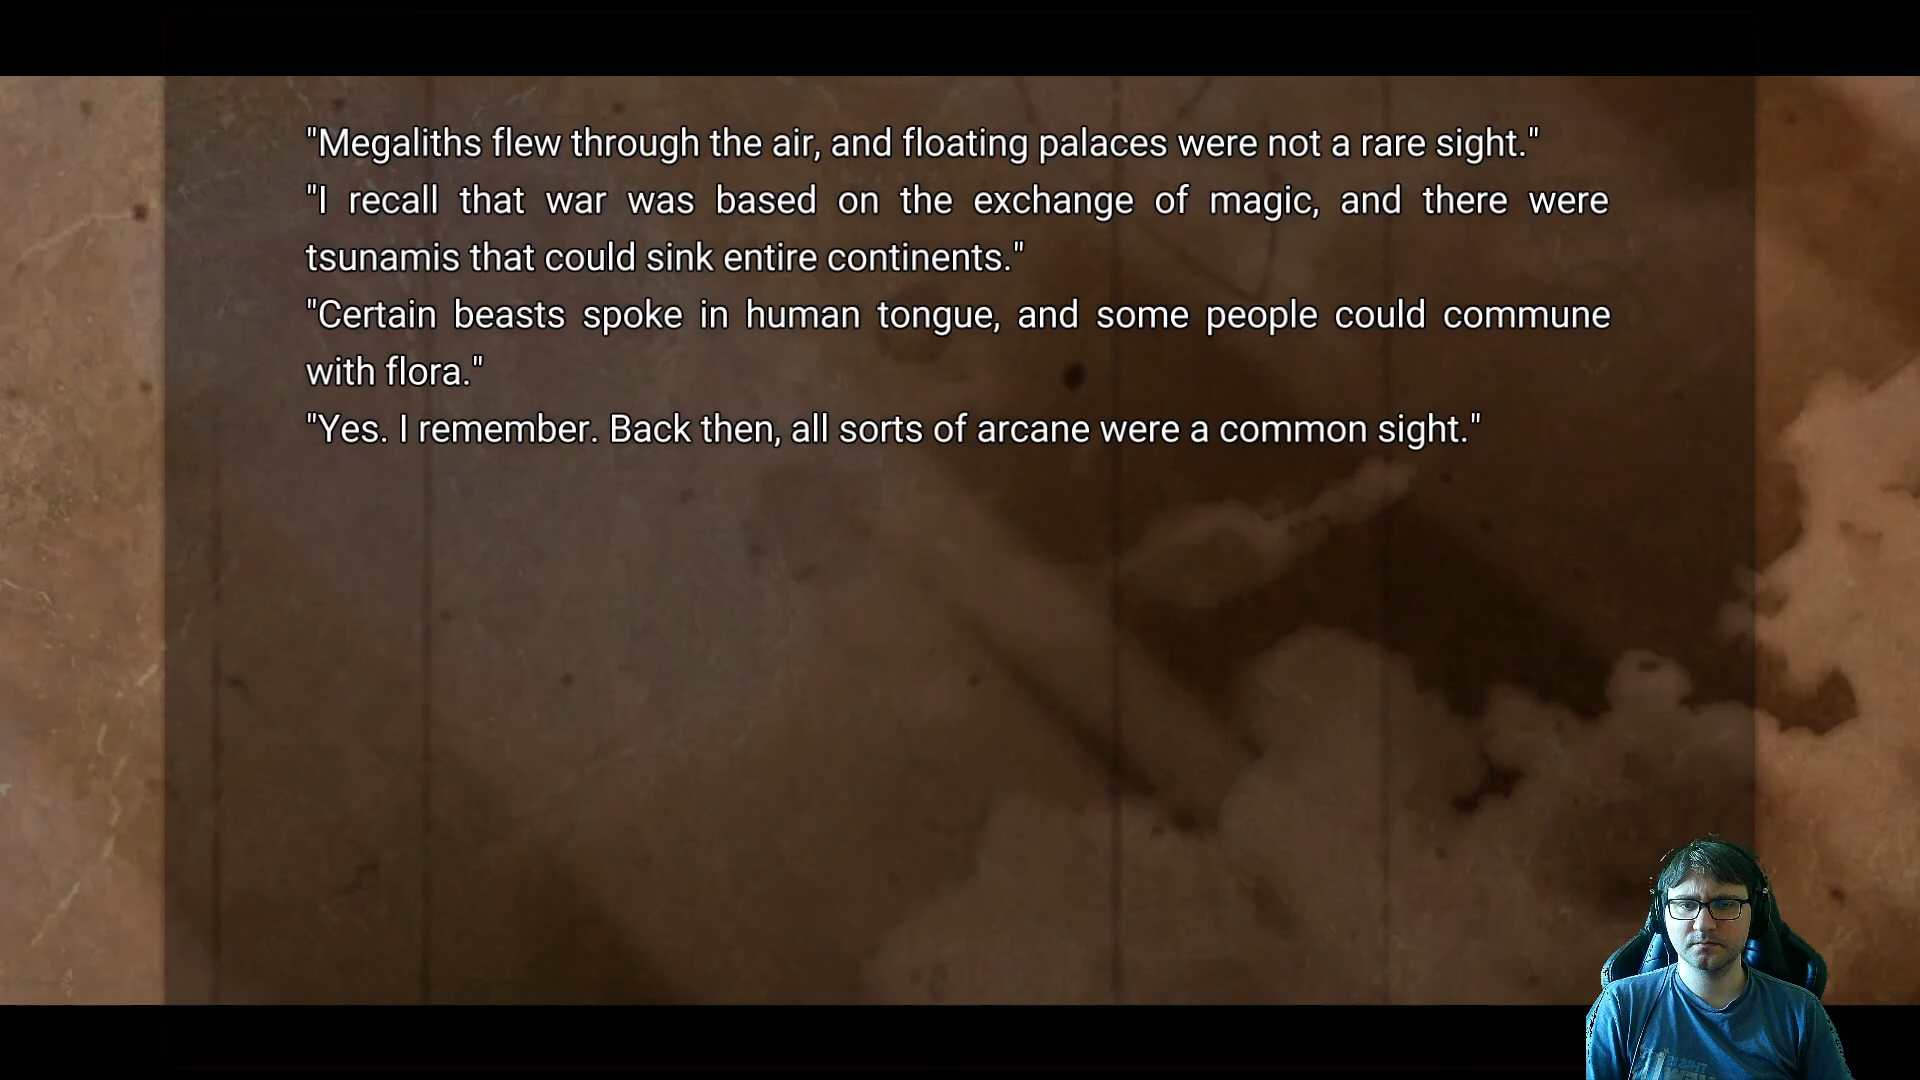 "Megaliths flew through the air, and floating palaces were not a rare sight."
"I recall that war was based on the exchange of magic, and there were
tsunamis that could sink entire continents."
"Certain beasts spoke in human tongue, and some people could commune
with flora."
"Yes. I remember. Back then, all sorts of arcane were a common sight."